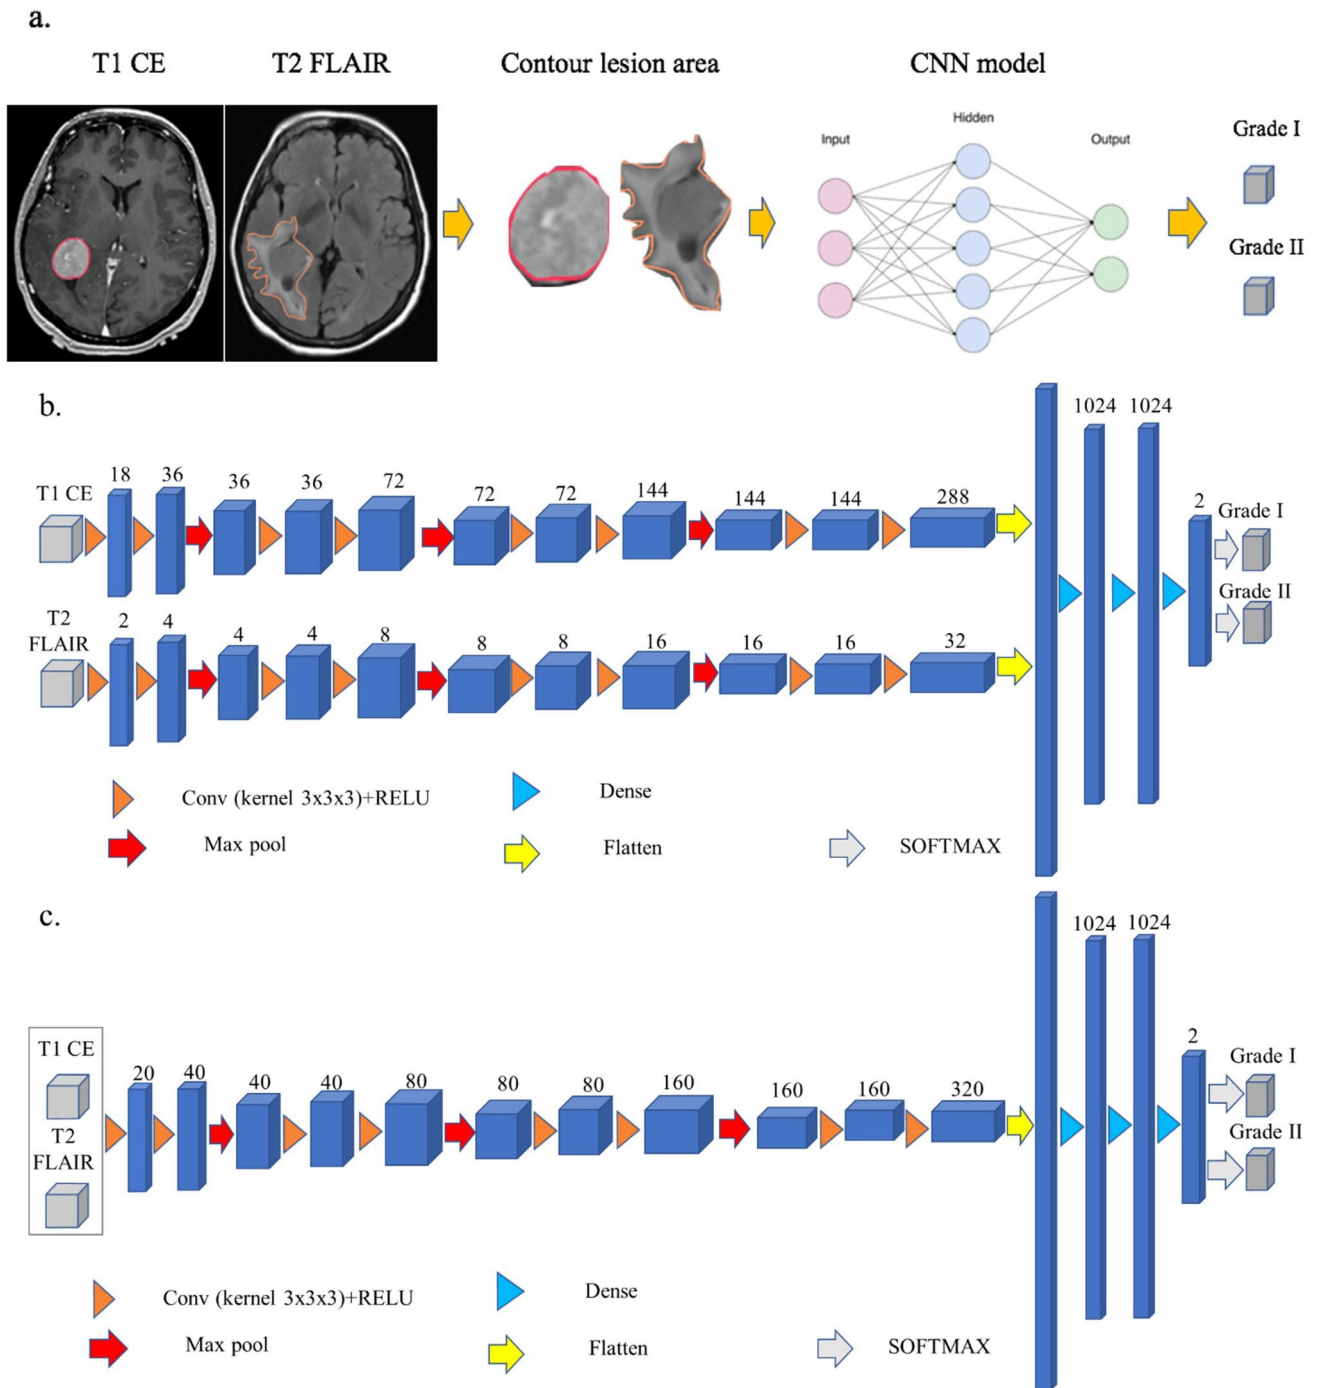 a.
T1 CE
T2 FLAIR
Contour lesion area
CNN model
Input
Hidden
Output
Grade I
Grade II
b.
T1 CE
18
36
36
36
72
72
72
144
144
144
288
1024
1024
2
Grade I
Grade II
T2
FLAIR
2
4
4
4
8
8
8
16
16
16
32
Conv (kernel 3x3x3)+RELU
Dense
Max pool
Flatten
SOFTMAX
c.
T1 CE
T2
FLAIR
20
40
40
40
80
80
80
160
160
160
320
1024
1024
2
Grade I
Grade II
Conv (kernel 3x3x3)+RELU
Dense
Max pool
Flatten
SOFTMAX